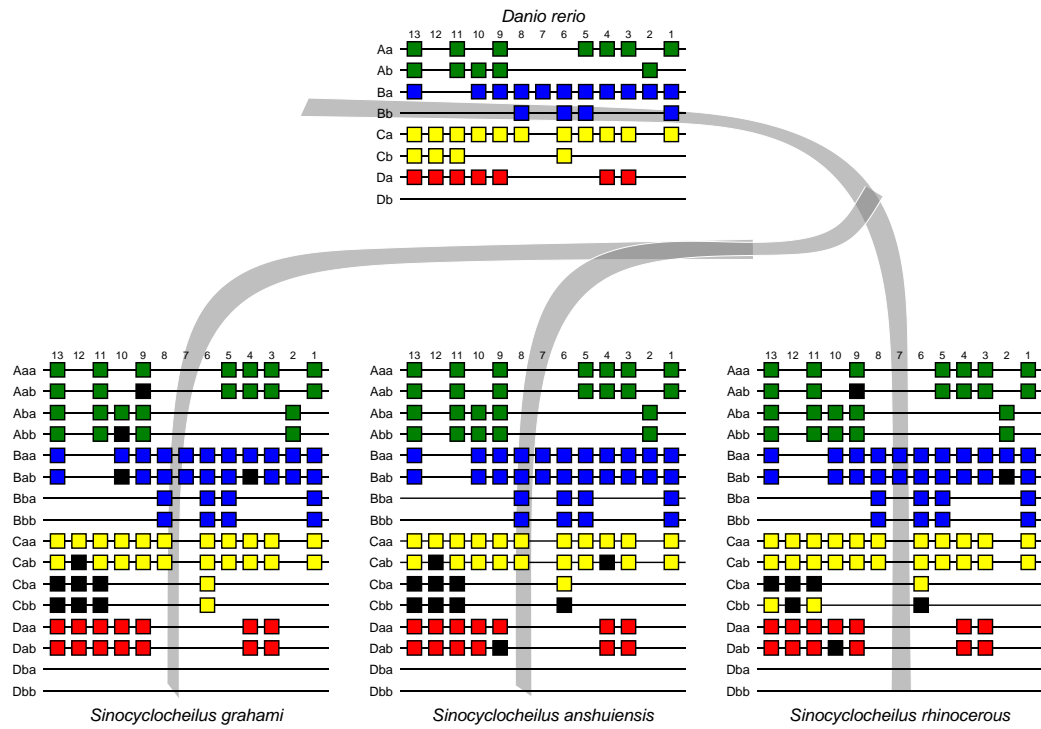 Danio rerio
13 12 11 10 9 8 7 6 5 4 3 2 1
Aa
Ab
Ba
Bb
Ca
Cb
Da
Db
13 12 11 10 9 8 7 6 5 4 3 2 1
Aaa
Aab
Aba
Abb
Baa
Bab
Bba
Bbb
Caa
Cab
Cba
Cbb
Daa
Dab
Dba
Dbb
Sinocyclocheilus grahami
13 12 11 10 9 8 7 6 5 4 3 2 1
Aaa
Aab
Aba
Abb
Baa
Bab
Bba
Bbb
Caa
Cab
Cba
Cbb
Daa
Dab
Dba
Dbb
Sinocyclocheilus anshuiensis
13 12 11 10 9 8 7 6 5 4 3 2 1
Aaa
Aab
Aba
Abb
Baa
Bab
Bba
Bbb
Caa
Cab
Cba
Cbb
Daa
Dab
Dba
Dbb
Sinocyclocheilus rhinocerous